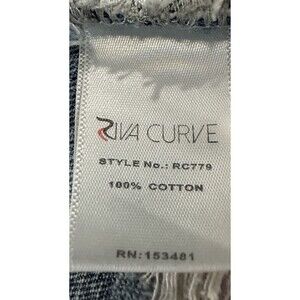 RIVA CURVE
STYLE No.: RC779
100% COTTON
RN:153481